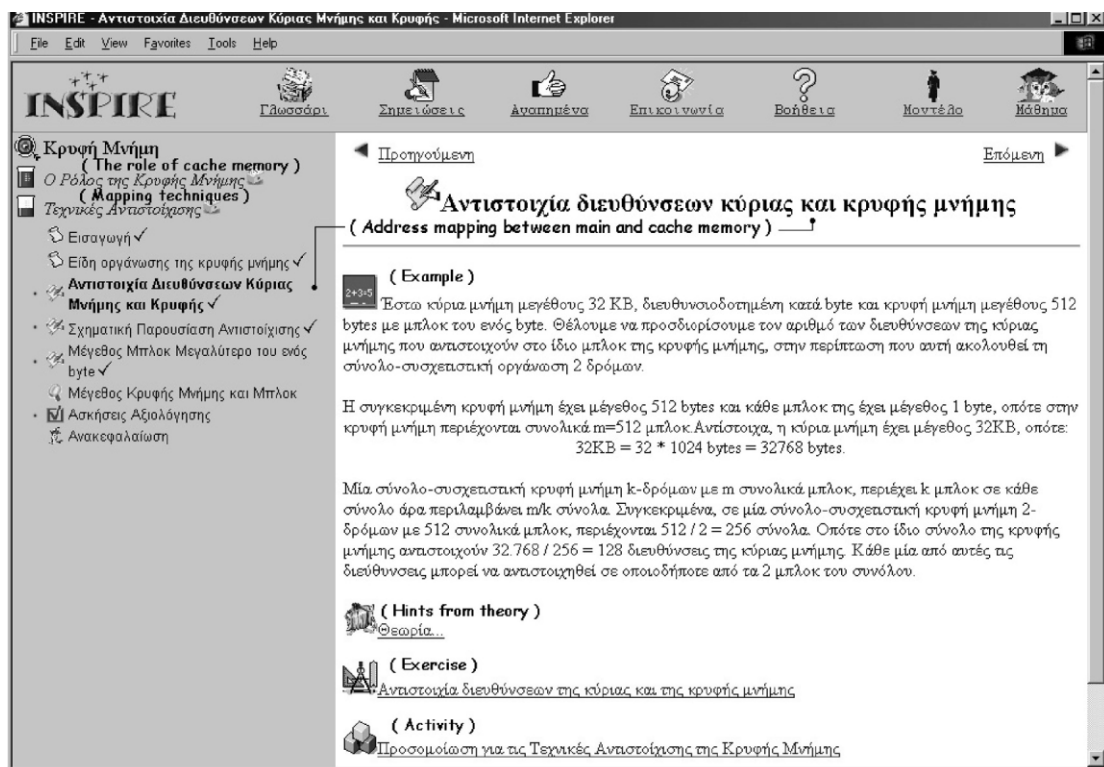 INSPIRE - Αντιστοιχία Διευθύνσεων Κύριας Μνήμης και Κρυφής - Microsoft Internet Explorer
File Edit View Favorites Tools Help
INSPIRE
Γλωσσάρι Σημειώσεις Αγαπημένα Επικοινωνία Βοήθεια Μοντέλο Μάθημα
Κρυφή Μνήμη
( The role of cache memory )
Ο Ρόλος της Κρυφής Μνήμης
( Mapping techniques )
Τεχνικές Αντιστοίχισης
Εισαγωγή ✓
Είδη οργάνωσης της κρυφής μνήμης ✓
Αντιστοιχία Διευθύνσεων Κύριας
Μνήμης και Κρυφής ✓
Σχηματική Παρουσίαση Αντιστοίχισης ✓
Μέγεθος Μπλοκ Μεγαλύτερο του ενός
byte ✓
Μέγεθος Κρυφής Μνήμης και Μπλοκ
Ασκήσεις Αξιολόγησης
Ανακεφαλαίωση
Προηγούμενη Επόμενη
Αντιστοιχία διευθύνσεων κύριας και κρυφής μνήμης
( Address mapping between main and cache memory )
( Example )
2+3=5
Έστω κύρια μνήμη μεγέθους 32 KB, διευθυνσιοδοτημένη κατά byte και κρυφή μνήμη μεγέθους 512
bytes με μπλοκ του ενός byte. Θέλουμε να προσδιορίσουμε τον αριθμό των διευθύνσεων της κύριας
μνήμης που αντιστοιχούν στο ίδιο μπλοκ της κρυφής μνήμης, στην περίπτωση που αυτή ακολουθεί τη
σύνολο-συσχετιστική οργάνωση 2 δρόμων.
Η συγκεκριμένη κρυφή μνήμη έχει μέγεθος 512 bytes και κάθε μπλοκ της έχει μέγεθος 1 byte, οπότε στην
κρυφή μνήμη περιέχονται συνολικά m=512 μπλοκ.Αντίστοιχα, η κύρια μνήμη έχει μέγεθος 32KB, οπότε:
32KB = 32 * 1024 bytes = 32768 bytes.
Μία σύνολο-συσχετιστική κρυφή μνήμη k-δρόμων με m συνολικά μπλοκ, περιέχει k μπλοκ σε κάθε
σύνολο άρα περιλαμβάνει m/k σύνολα. Συγκεκριμένα, σε μία σύνολο-συσχετιστική κρυφή μνήμη 2-
δρόμων με 512 συνολικά μπλοκ, περιέχονται 512 / 2 = 256 σύνολα. Οπότε στο ίδιο σύνολο της κρυφής
μνήμης αντιστοιχούν 32.768 / 256 = 128 διευθύνσεις της κύριας μνήμης. Κάθε μία από αυτές τις
διεύθυνσεις μπορεί να αντιστοιχηθεί σε οποιοδήποτε από τα 2 μπλοκ του συνόλου.
( Hints from theory )
Θεωρία...
( Exercise )
Αντιστοιχία διευθύνσεων της κύριας και της κρυφής μνήμης
( Activity )
Προσομοίωση για τις Τεχνικές Αντιστοίχισης της Κρυφής Μνήμης